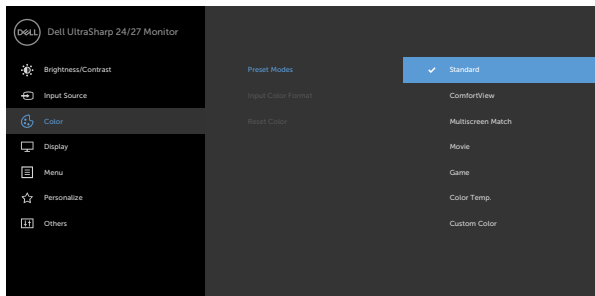 DELL Dell UltraSharp 24/27 Monitor
Brightness/Contrast
Input Source
Color
Display
Menu
Personalize
Others
Preset Modes
Input Color Format
Reset Color
Standard
ComfortView
Multiscreen Match
Movie
Game
Color Temp.
Custom Color